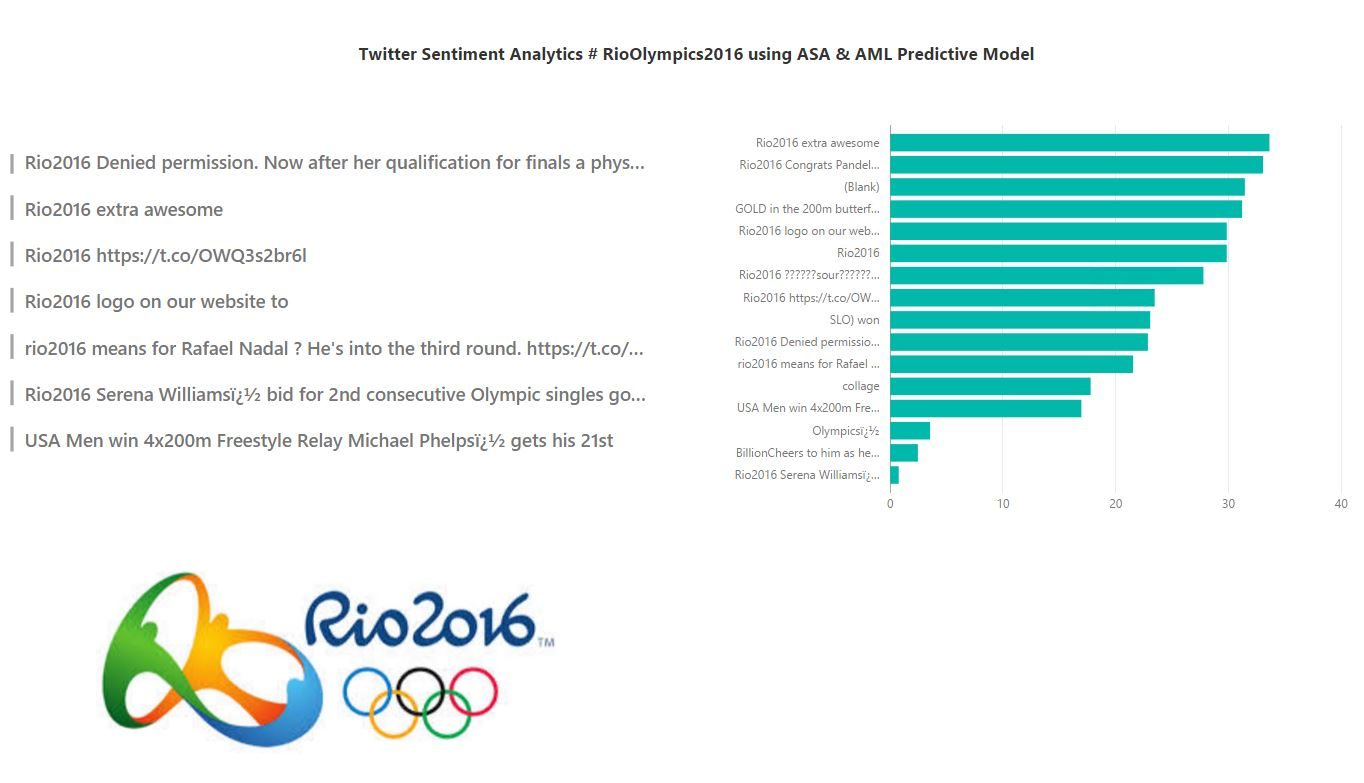 Twitter Sentiment Analytics # RioOlympics2016 using ASA & AML Predictive Model
Rio2016 Denied permission. Now after her qualification for finals a phys...
Rio2016 extra awesome
Rio2016 https://t.co/OWQ3s2br6l
Rio2016 logo on our website to
rio2016 means for Rafael Nadal ? He's into the third round. https://t.co/...
Rio2016 Serena Williamsï¿½ bid for 2nd consecutive Olympic singles go...
USA Men win 4x200m Freestyle Relay Michael Phelpsï¿½ gets his 21st
Rio2016 extra awesome
Rio2016 Congrats Pandel...
(Blank)
GOLD in the 200m butterf...
Rio2016 logo on our web...
Rio2016
Rio2016 ??????sour??????...
Rio2016 https://t.co/OW...
SLO) won
Rio2016 Denied permissio...
rio2016 means for Rafael ...
collage
USA Men win 4x200m Fre...
Olympicsï¿½
BillionCheers to him as he...
Rio2016 Serena Williamsï¿...
0 10 20 30 40
Rio2016™